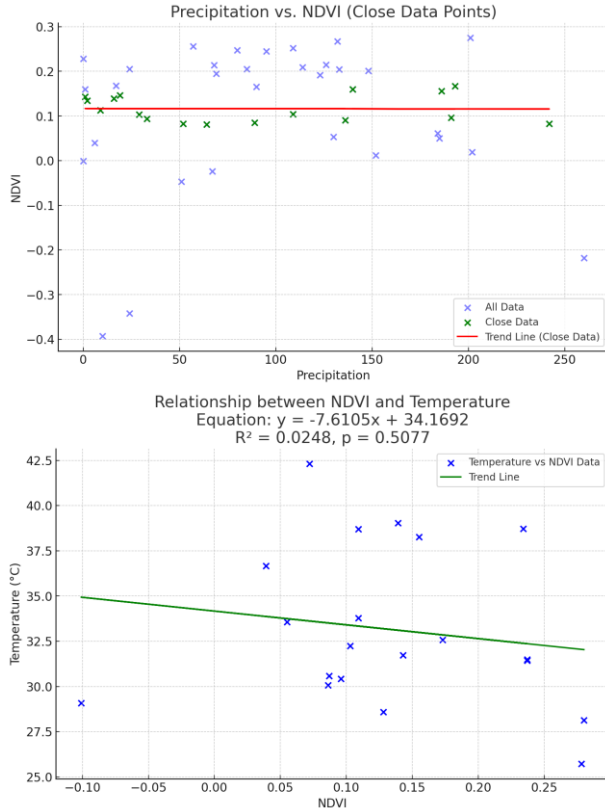 Precipitation vs. NDVI (Close Data Points)
0.3
0.2
0.1
0.0
−0.1
−0.2
−0.3
−0.4
NDVI
All Data
Close Data
Trend Line (Close Data)
0
50
100
150
200
250
Precipitation
Relationship between NDVI and Temperature
Equation: y = -7.6105x + 34.1692
R² = 0.0248, p = 0.5077
42.5
40.0
37.5
35.0
32.5
30.0
27.5
25.0
Temperature (°C)
Temperature vs NDVI Data
Trend Line
−0.10
−0.05
0.00
0.05
0.10
0.15
0.20
0.25
NDVI